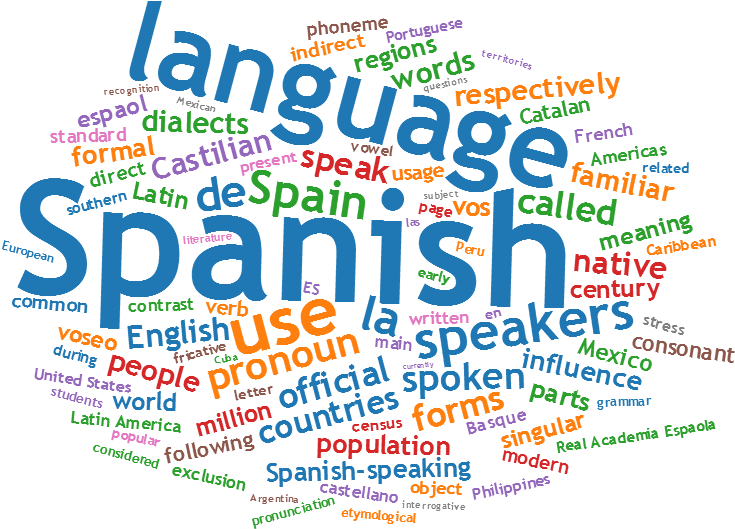 language
phoneme
Portuguese
indirect
regions
territories
recognition
Mexican
words
questions
respectively
espaol
dialects
Catalan
standard
formal
Castilian
vowel
speak
French
present
usage
Americas
related
direct
Latin
de
Spain
subject
familiar
southern
page
vos
called
meaning
las
literature
Spanish
Peru
Caribbean
European
native
early
century
ES
common
contrast
verb
use
la
written
en
speakers
stress
voseo
English
main
consonant
during
fricative
Cuba
pronoun
Mexico
people
currently
spoken
influence
United States
students
world
letter
official
parts
grammar
million
countries
forms
Basque
singular
Latin America
census
popular
following
population
Real Academia Espaola
considered
exclusion
Spanish-speaking
modern
castellano
object
Philippines
Argentina
pronunciation
interrogative
etymological